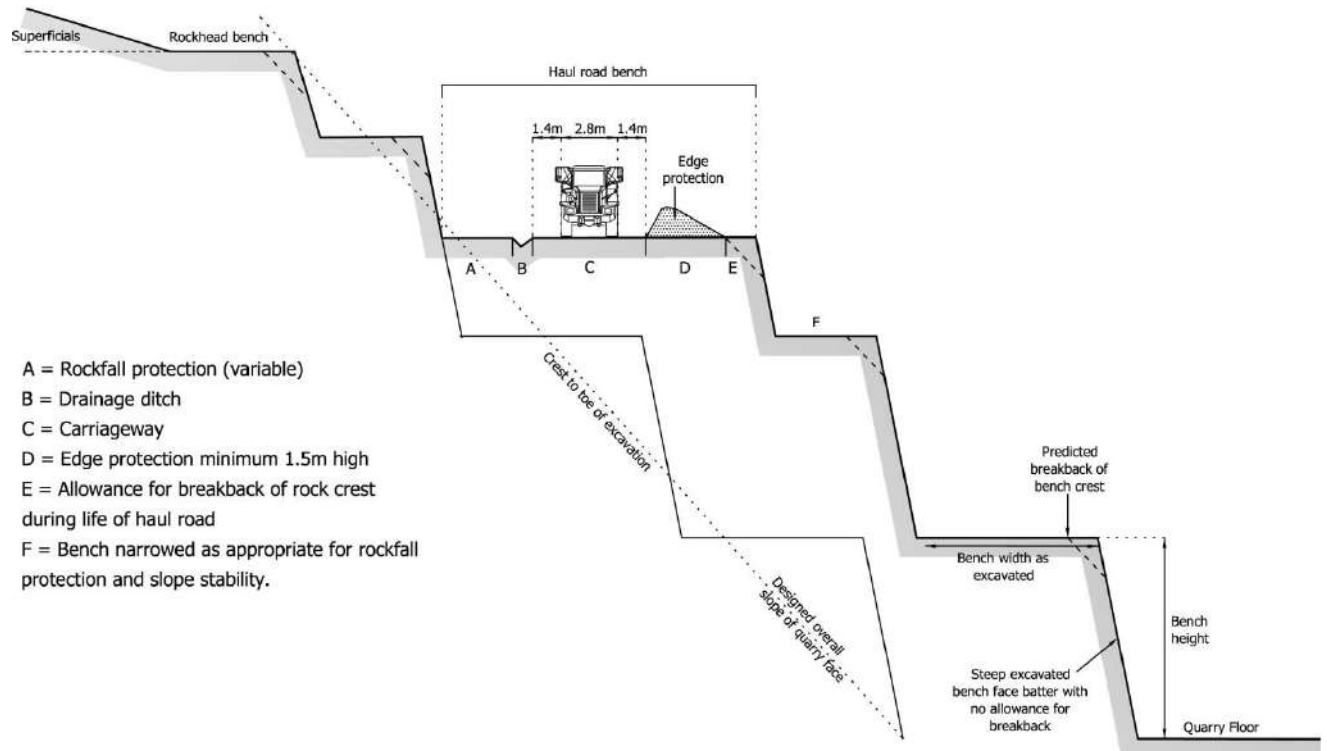 Superficials
Rockhead bench
Haul road bench
1.4m 2.8m 1.4m
Edge
protection
A B C D E
F
A = Rockfall protection (variable)
B = Drainage ditch
C = Carriageway
D = Edge protection minimum 1.5m high
E = Allowance for breakback of rock crest
during life of haul road
F = Bench narrowed as appropriate for rockfall
protection and slope stability.
Crest to toe of excavation
Designed overall
slope of quarry face
Predicted
breakback of
bench crest
Bench width as
excavated
Bench
height
Steep excavated
bench face batter with
no allowance for
breakback
Quarry Floor